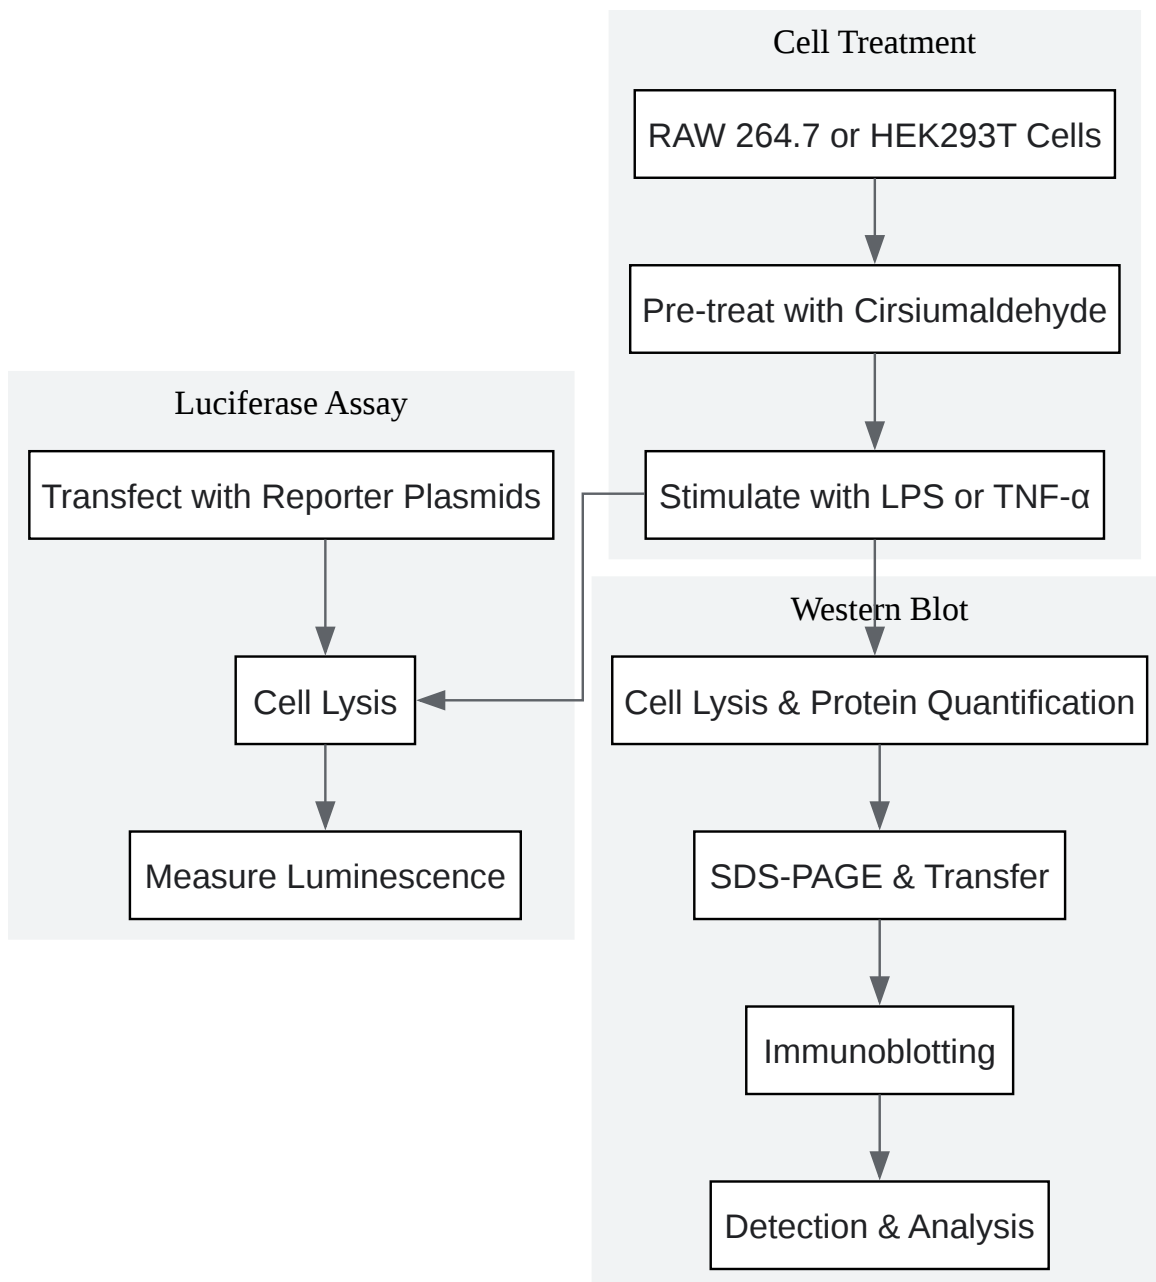 Cell Treatment
RAW 264.7 or HEK293T Cells
Pre-treat with Cirsiumaldehyde
Stimulate with LPS or TNF-α
Luciferase Assay
Transfect with Reporter Plasmids
Cell Lysis
Measure Luminescence
Western Blot
Cell Lysis & Protein Quantification
SDS-PAGE & Transfer
Immunoblotting
Detection & Analysis